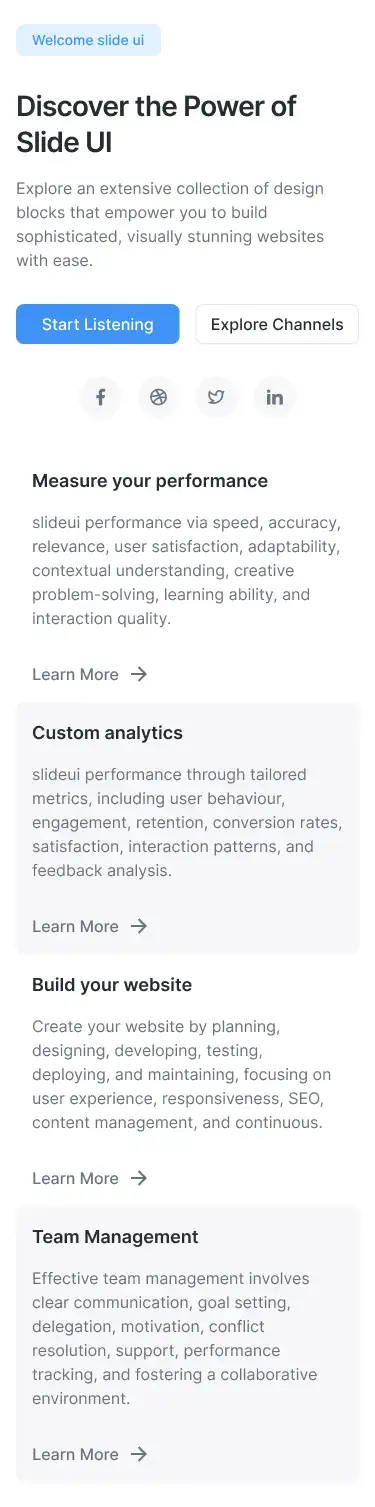 Welcome slide ui
Discover the Power of
Slide UI
Explore an extensive collection of design
blocks that empower you to build
sophisticated, visually stunning websites
with ease.
Start Listening
Explore Channels
Measure your performance
slideui performance via speed, accuracy,
relevance, user satisfaction, adaptability,
contextual understanding, creative
problem-solving, learning ability, and
interaction quality.
Learn More
Custom analytics
slideui performance through tailored
metrics, including user behaviour,
engagement, retention, conversion rates,
satisfaction, interaction patterns, and
feedback analysis.
Learn More
Build your website
Create your website by planning,
designing, developing, testing,
deploying, and maintaining, focusing on
user experience, responsiveness, SEO,
content management, and continuous.
Learn More
Team Management
Effective team management involves
clear communication, goal setting,
delegation, motivation, conflict
resolution, support, performance
tracking, and fostering a collaborative
environment.
Learn More